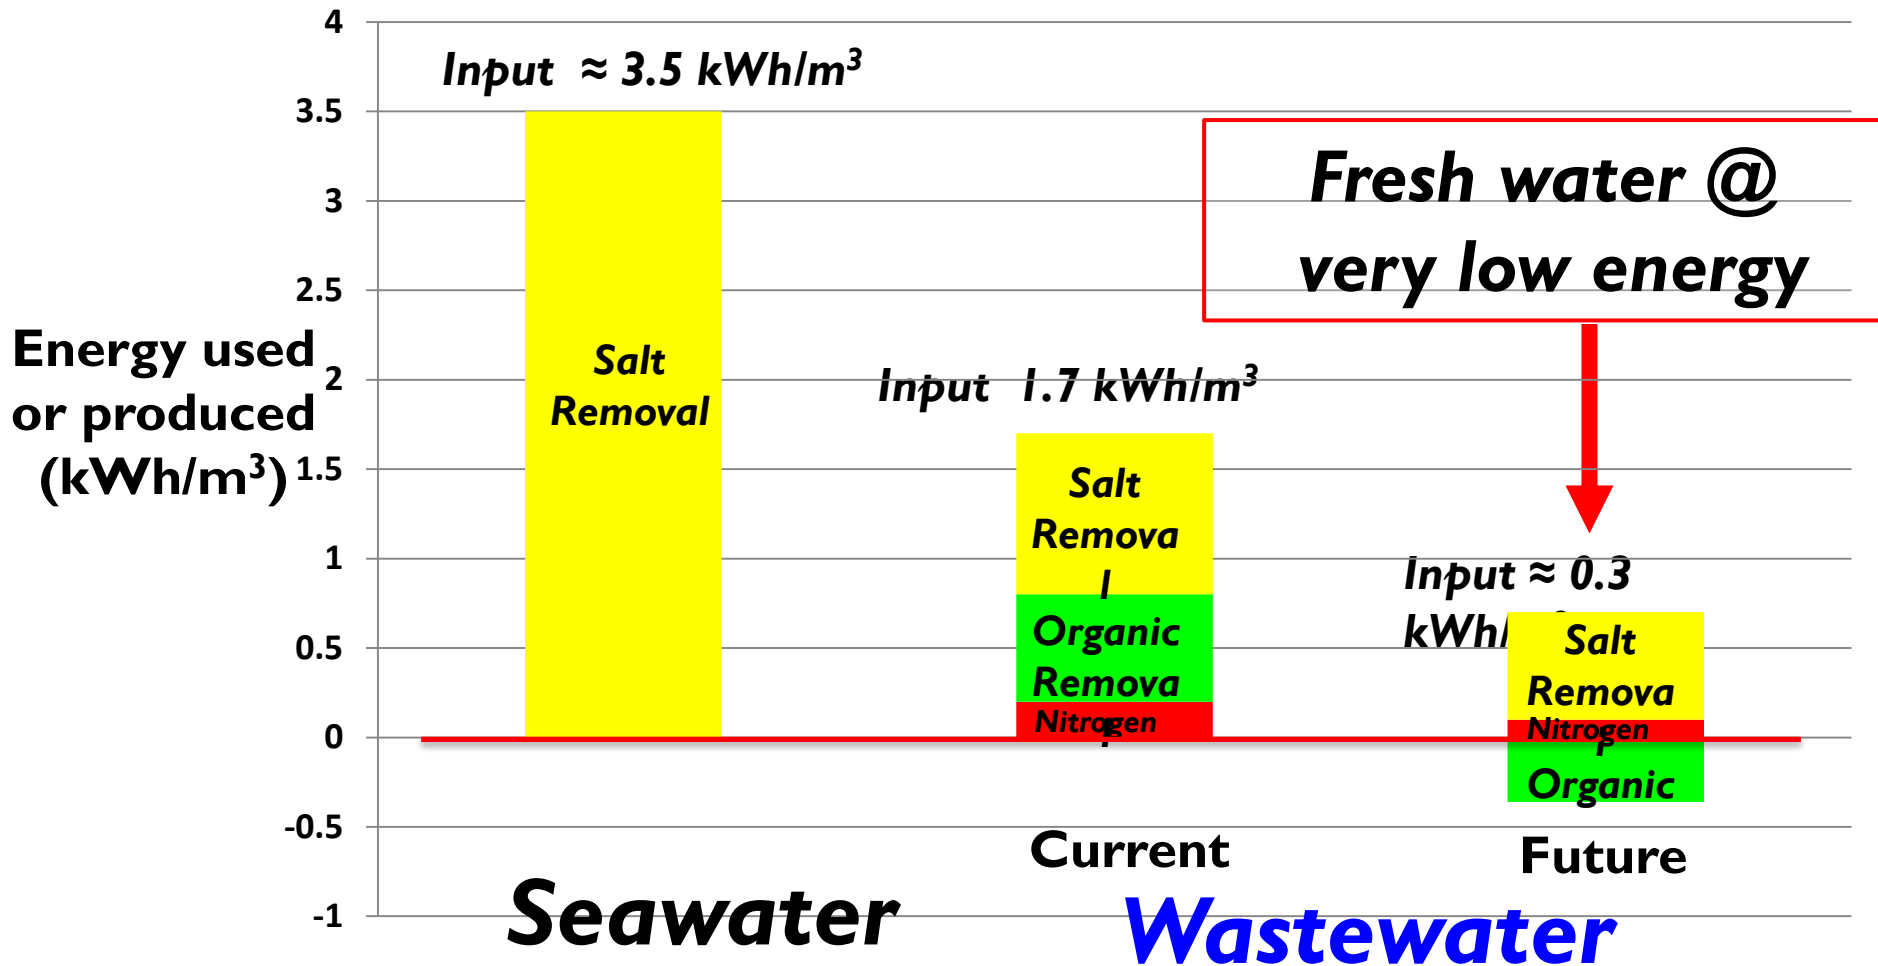 4
Input ≈ 3.5 kWh/m³
3.5
Fresh water @
very low energy
3
2.5
Energy used
or produced
(kWh/m³)
2
1.5
1
0.5
0
-0.5
-1
Salt
Removal
Input 1.7 kWh/m³
Salt
Remova
l
Organic
Remova
l
Nitrogen
Input ≈ 0.3
kWh/
Salt
Remova
l
Nitrogen
Organic
Current
Future
Seawater
Wastewater